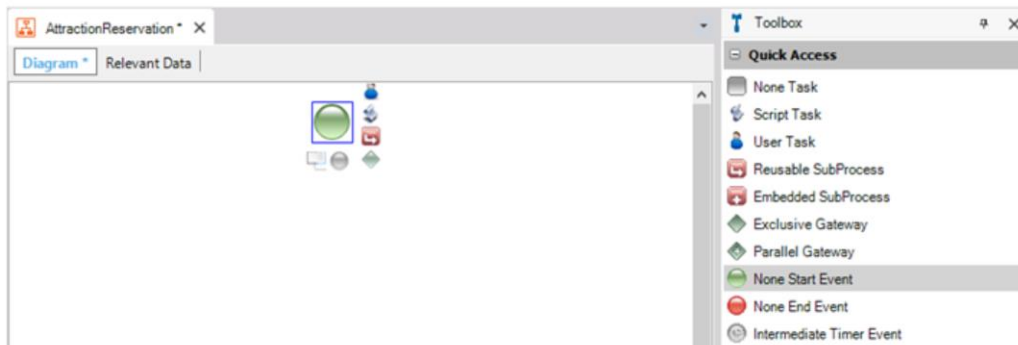 AttractionReservation *
Diagram * Relevant Data
Toolbox
Quick Access
None Task
Script Task
User Task
Reusable SubProcess
Embedded SubProcess
Exclusive Gateway
Parallel Gateway
None Start Event
None End Event
Intermediate Timer Event